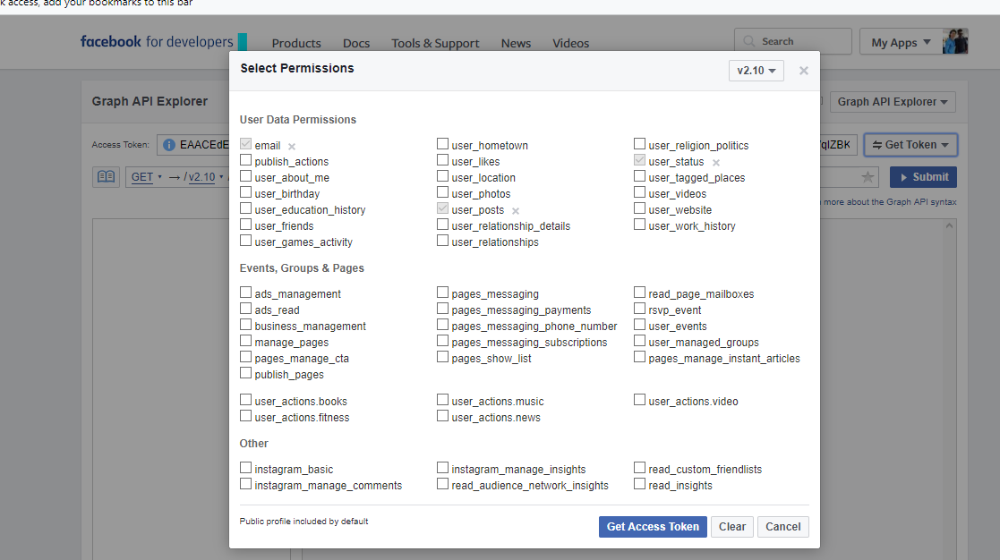 k access, add your bookmarks to this bar
facebook for developers Products Docs Tools & Support News Videos Search My Apps
Select Permissions v2.10
Graph API Explorer Graph API Explorer
User Data Permissions
Access Token: EAACEdE qIZBK Get Token
email user_hometown user_religion_politics
publish_actions user_likes user_status
GET → / v2.10 user_about_me user_location user_tagged_places Submit
user_birthday user_photos user_videos
more about the Graph API syntax
user_education_history user_posts user_website
user_friends user_relationship_details user_work_history
user_games_activity user_relationships
Events, Groups & Pages
ads_management pages_messaging read_page_mailboxes
ads_read pages_messaging_payments rsvp_event
business_management pages_messaging_phone_number user_events
manage_pages pages_messaging_subscriptions user_managed_groups
pages_manage_cta pages_show_list pages_manage_instant_articles
publish_pages
user_actions.books user_actions.music user_actions.video
user_actions.fitness user_actions.news
Other
instagram_basic instagram_manage_insights read_custom_friendlists
instagram_manage_comments read_audience_network_insights read_insights
Public profile included by default Get Access Token Clear Cancel